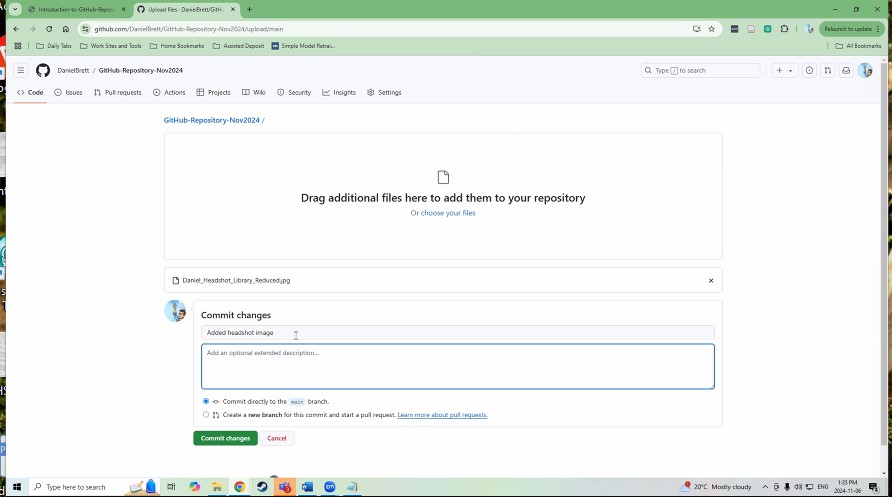 Introduction-to-GitHub-Repos
Upload files · DanielBrett/GitH
github.com/DanielBrett/GitHub-Repository-Nov2024/upload/main
Relaunch to update
Daily Tabs
Work Sites and Tools
Home Bookmarks
Assisted Deposit
Simple Model Retrai...
All Bookmarks
DanielBrett / GitHub-Repository-Nov2024
Type / to search
Code
Issues
Pull requests
Actions
Projects
Wiki
Security
Insights
Settings
GitHub-Repository-Nov2024 /
Drag additional files here to add them to your repository
Or choose your files
Daniel_Headshot_Library_Reduced.jpg
Commit changes
Added headshot image
Add an optional extended description...
Commit directly to the main branch.
Create a new branch for this commit and start a pull request. Learn more about pull requests.
Commit changes
Cancel
Type here to search
20°C Mostly cloudy
ENG
1:35 PM
2024-11-06